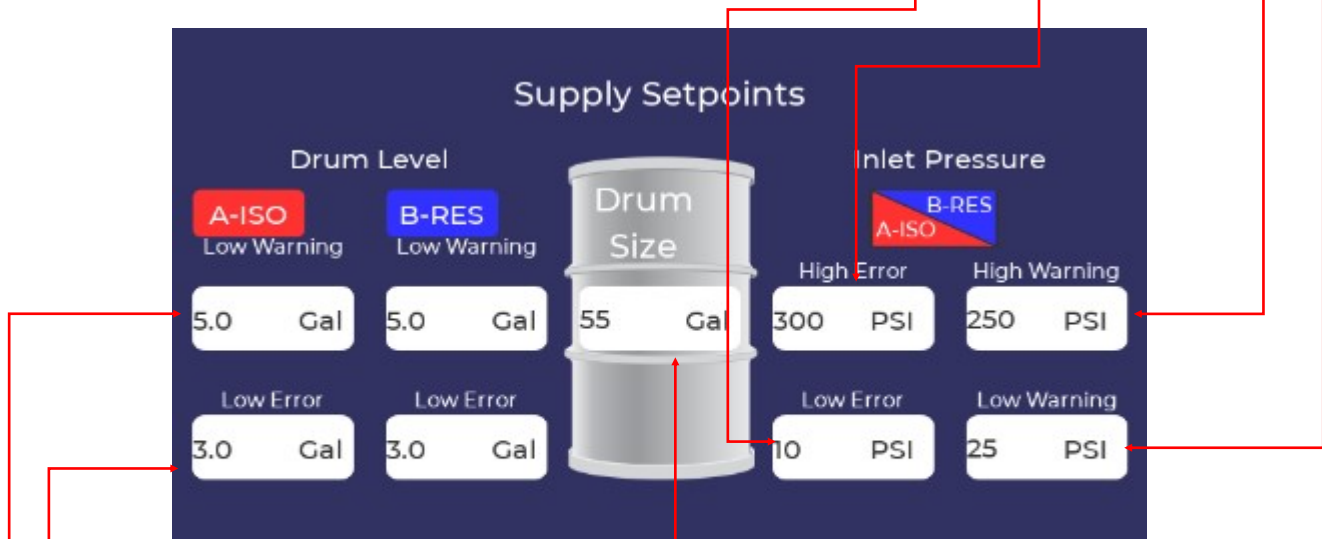 Supply Setpoints
Drum Level
Inlet Pressure
A-ISO
B-RES
Drum
Size
B-RES
A-ISO
Low Warning
Low Warning
High Error
High Warning
5.0 Gal
5.0 Gal
55 Gal
300 PSI
250 PSI
Low Error
Low Error
Low Error
Low Warning
3.0 Gal
3.0 Gal
10 PSI
25 PSI